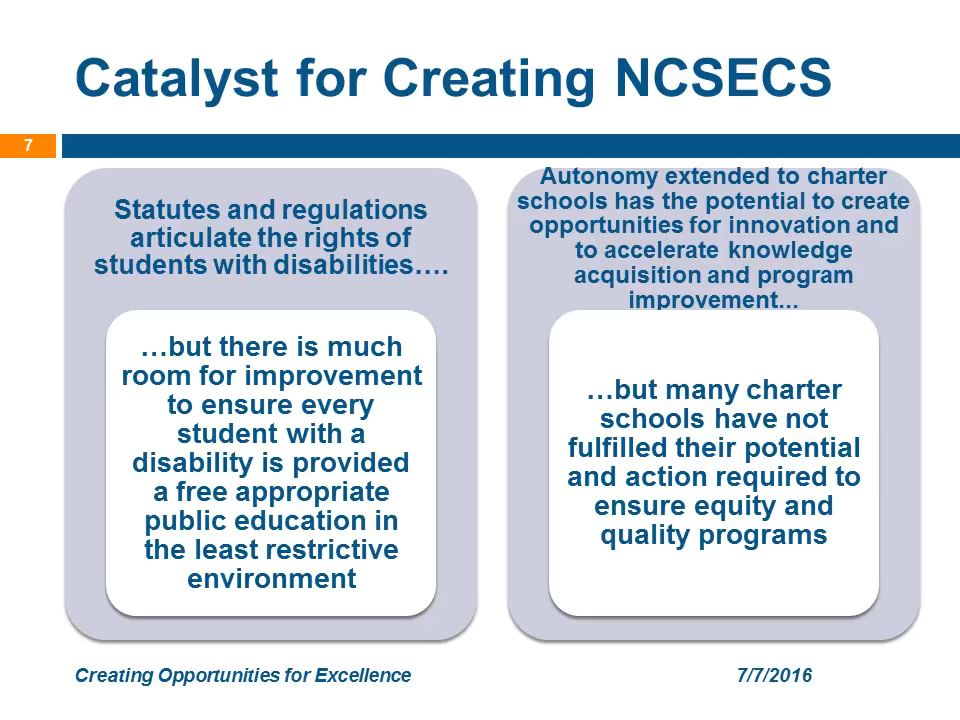 Catalyst for Creating NCSECS
7
Statutes and regulations
articulate the rights of
students with disabilities….
…but there is much
room for improvement
to ensure every
student with a
disability is provided
a free appropriate
public education in
the least restrictive
environment
Autonomy extended to charter
schools has the potential to create
opportunities for innovation and
to accelerate knowledge
acquisition and program
improvement...
…but many charter
schools have not
fulfilled their potential
and action required to
ensure equity and
quality programs
Creating Opportunities for Excellence
7/7/2016